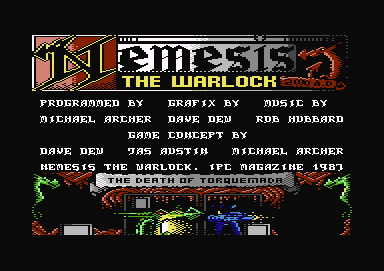 Nemesis
THE WARLOCK
PROGRAMMED BY GRAFIX BY MUSIC BY
MICHAEL ARCHER DAVE DEW ROB HUBBARD
GAME CONCEPT BY
DAVE DEW JAS AUSTIN MICHAEL ARCHER
NEMESIS THE WARLOCK. IPC MAGAZINE 1987
THE DEATH OF TORQUEMADA